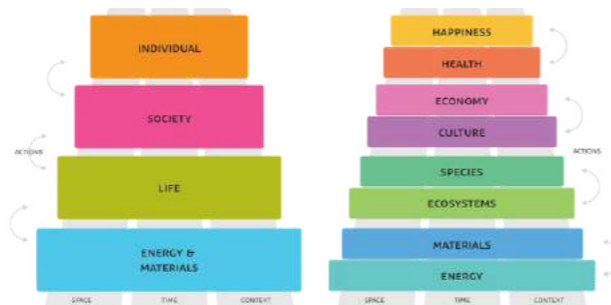 INDIVIDUAL
SOCIETY
ACTIONS
LIFE
ENERGY &
MATERIALS
SPACE TIME CONTEXT
HAPPINESS
HEALTH
ECONOMY
CULTURE
ACTIONS
SPECIES
ECOSYSTEMS
MATERIALS
ENERGY
SPACE TIME CONTEXT